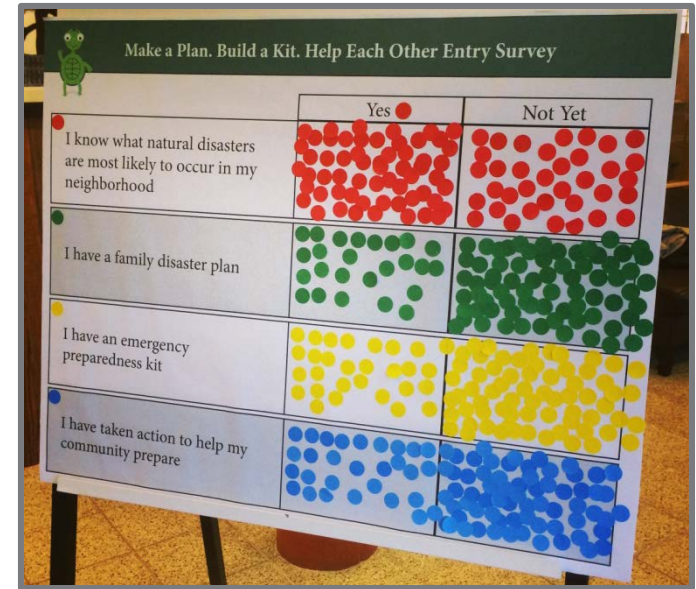 Make a Plan. Build a Kit. Help Each Other Entry Survey
Yes
Not Yet
I know what natural disasters
are most likely to occur in my
neighborhood
I have a family disaster plan
I have an emergency
preparedness kit
I have taken action to help my
community prepare